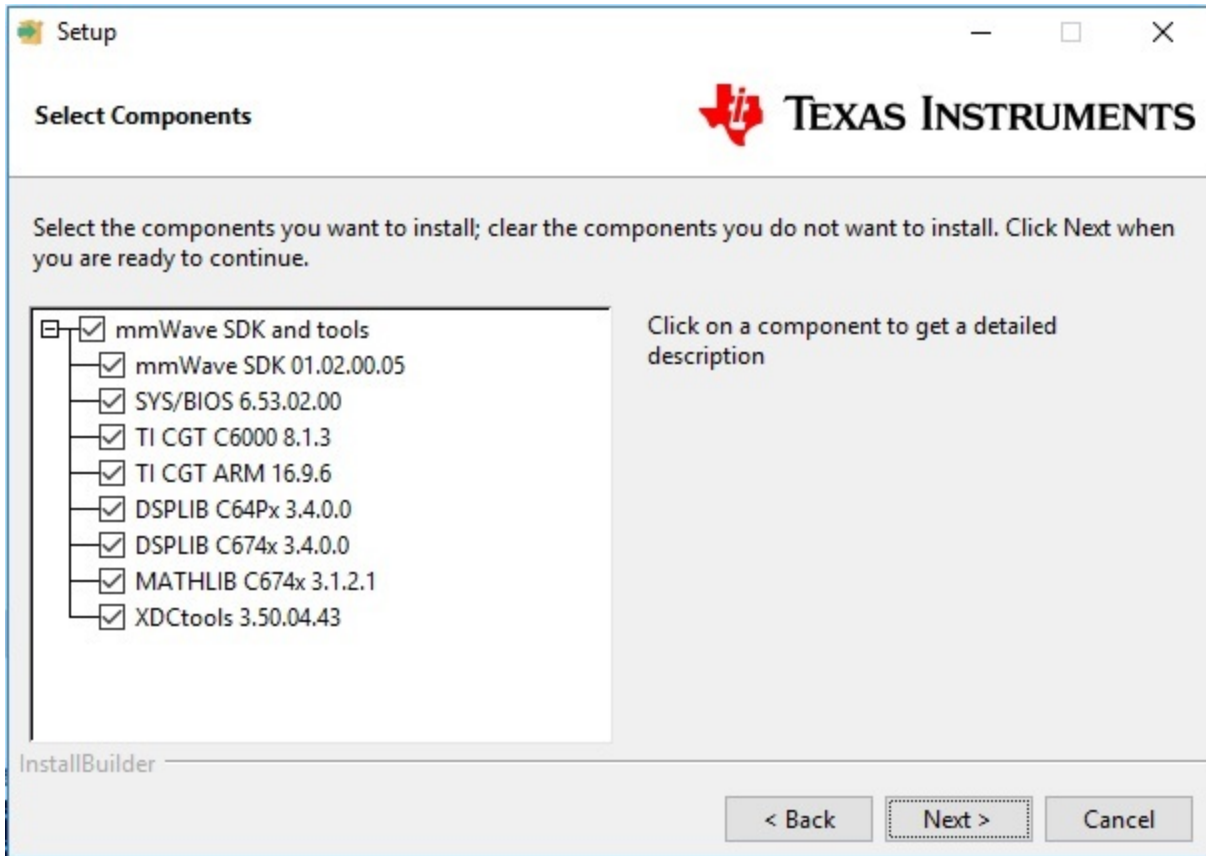 Setup
Select Components
TEXAS INSTRUMENTS
Select the components you want to install; clear the components you do not want to install. Click Next when
you are ready to continue.
mmWave SDK and tools
mmWave SDK 01.02.00.05
SYS/BIOS 6.53.02.00
TI CGT C6000 8.1.3
TI CGT ARM 16.9.6
DSPLIB C64Px 3.4.0.0
DSPLIB C674x 3.4.0.0
MATHLIB C674x 3.1.2.1
XDCtools 3.50.04.43
Click on a component to get a detailed
description
InstallBuilder
< Back
Next >
Cancel